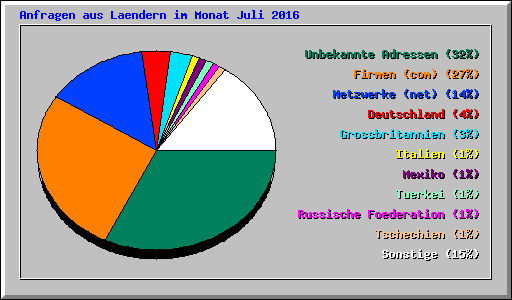 Anfragen aus Laendern im Monat Juli 2016
Unbekannte Adressen (32%)
Firmen (com) (27%)
Netzwerke (net) (14%)
Deutschland (4%)
Grossbritannien (3%)
Italien (1%)
Mexiko (1%)
Tuerkei (1%)
Russische Foederation (1%)
Tschechien (1%)
Sonstige (15%)